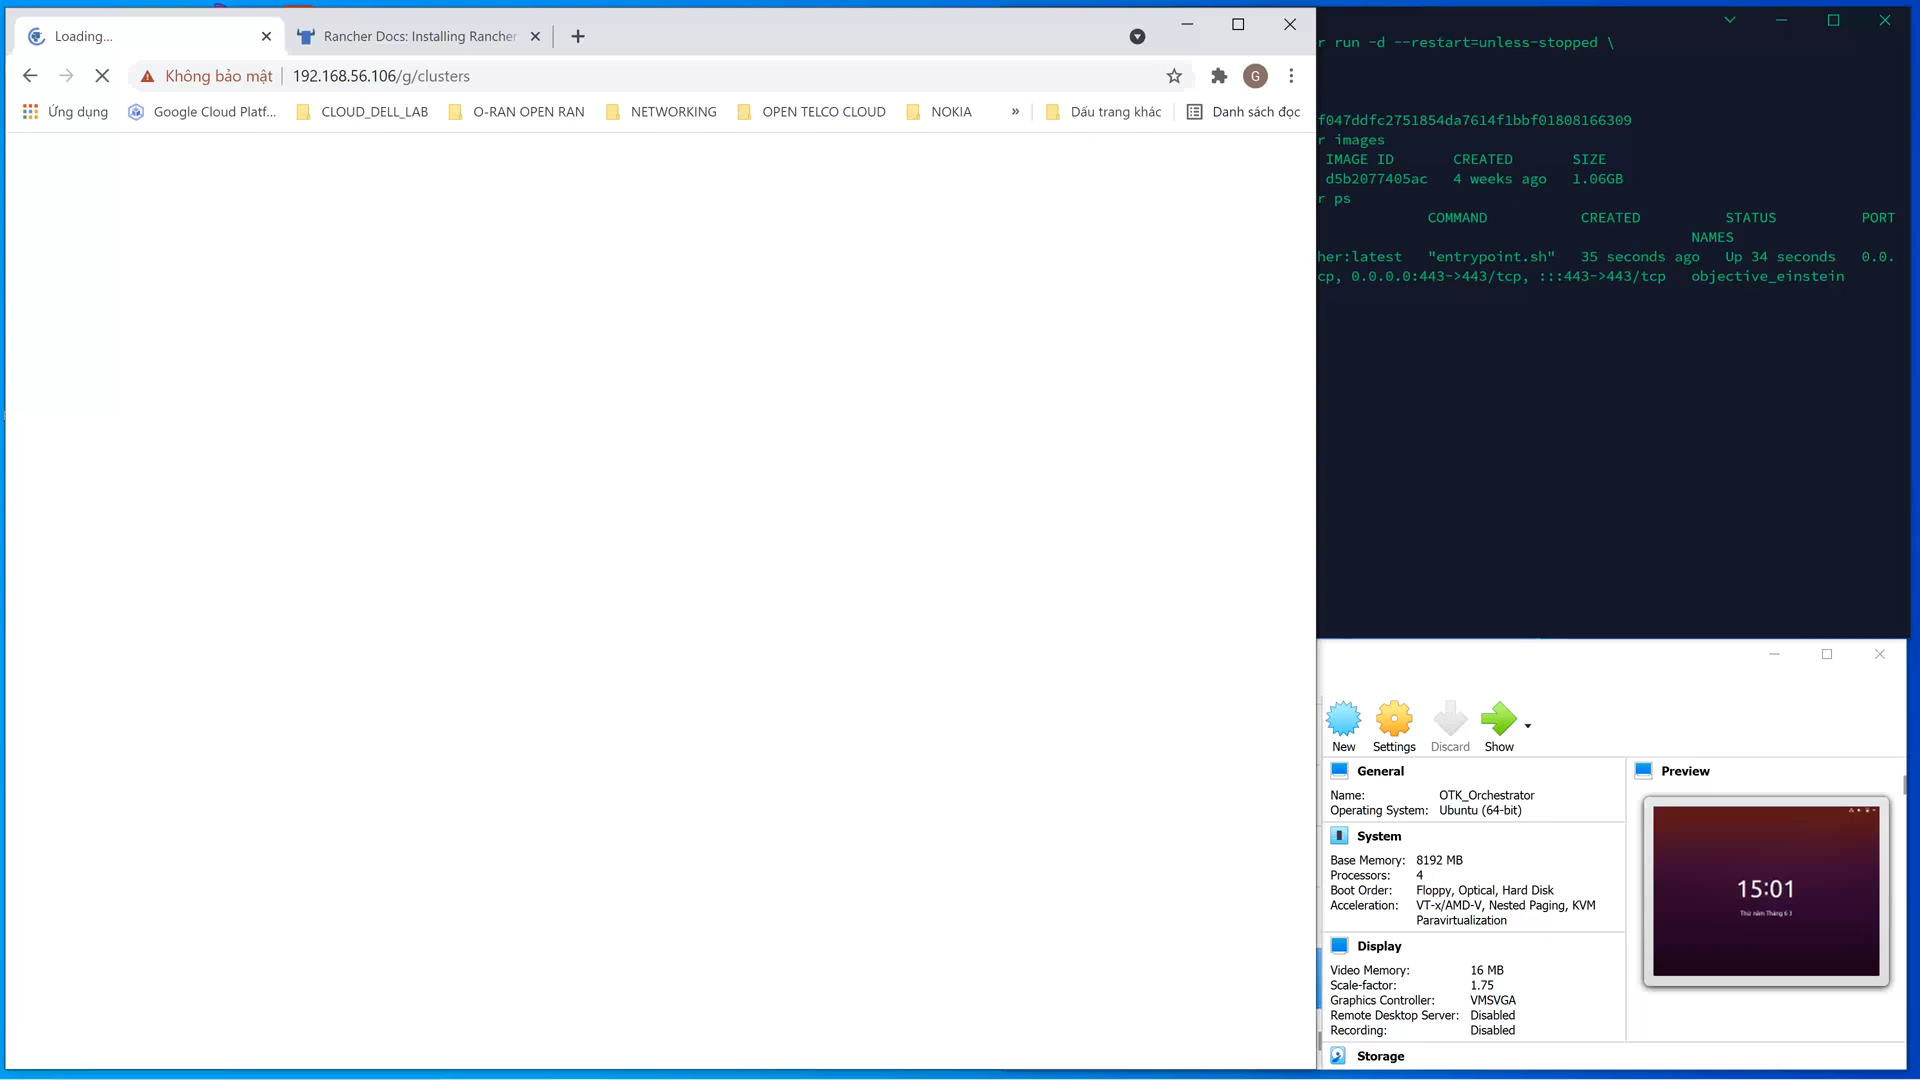 Loading...
Rancher Docs: Installing Rancher
Không bảo mật
192.168.56.106/g/clusters
G
Ứng dụng
Google Cloud Platf...
CLOUD_DELL_LAB
O-RAN OPEN RAN
NETWORKING
OPEN TELCO CLOUD
NOKIA
»
Dấu trang khác
Danh sách đọc
r run -d --restart=unless-stopped \
f047ddfc2751854da7614f1bbf01808166309
r images
IMAGE ID CREATED SIZE
d5b2077405ac 4 weeks ago 1.06GB
r ps
COMMAND CREATED STATUS PORT
NAMES
her:latest "entrypoint.sh" 35 seconds ago Up 34 seconds 0.0.
cp, 0.0.0.0:443->443/tcp, :::443->443/tcp objective_einstein
New
Settings
Discard
Show
General
Name: OTK_Orchestrator
Operating System: Ubuntu (64-bit)
System
Base Memory: 8192 MB
Processors: 4
Boot Order: Floppy, Optical, Hard Disk
Acceleration: VT-x/AMD-V, Nested Paging, KVM
Paravirtualization
Display
Video Memory: 16 MB
Scale-factor: 1.75
Graphics Controller: VMSVGA
Remote Desktop Server: Disabled
Recording: Disabled
Storage
Preview
15:01
Thứ năm Tháng 6 3